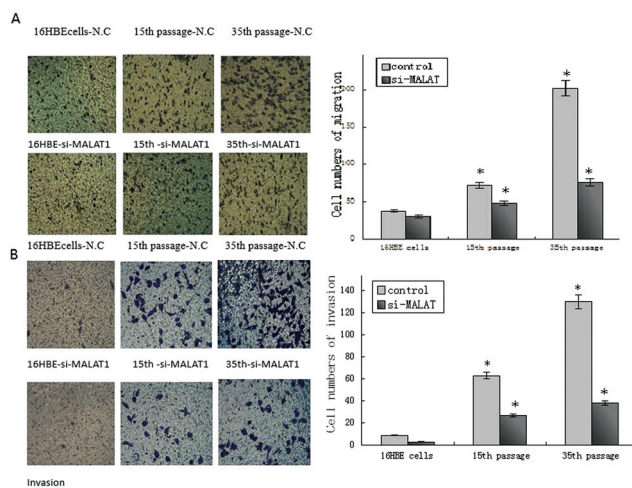 A
16HBEcells-N.C 15th passage-N.C 35th passage-N.C
16HBE-si-MALAT1 15th -si-MALAT1 35th-si-MALAT1
Cell numbers of migration
200
150
100
50
0
control
si-MALAT
*
*
*
*
16HBE cells 15th passage 35th passage
B
16HBEcells-N.C 15th passage-N.C 35th passage-N.C
16HBE-si-MALAT1 15th -si-MALAT1 35th-si-MALAT1
Invasion
Cell numbers of invasion
140
120
100
80
60
40
20
0
control
si-MALAT
*
*
*
*
16HBE cells 15th passage 35th passage